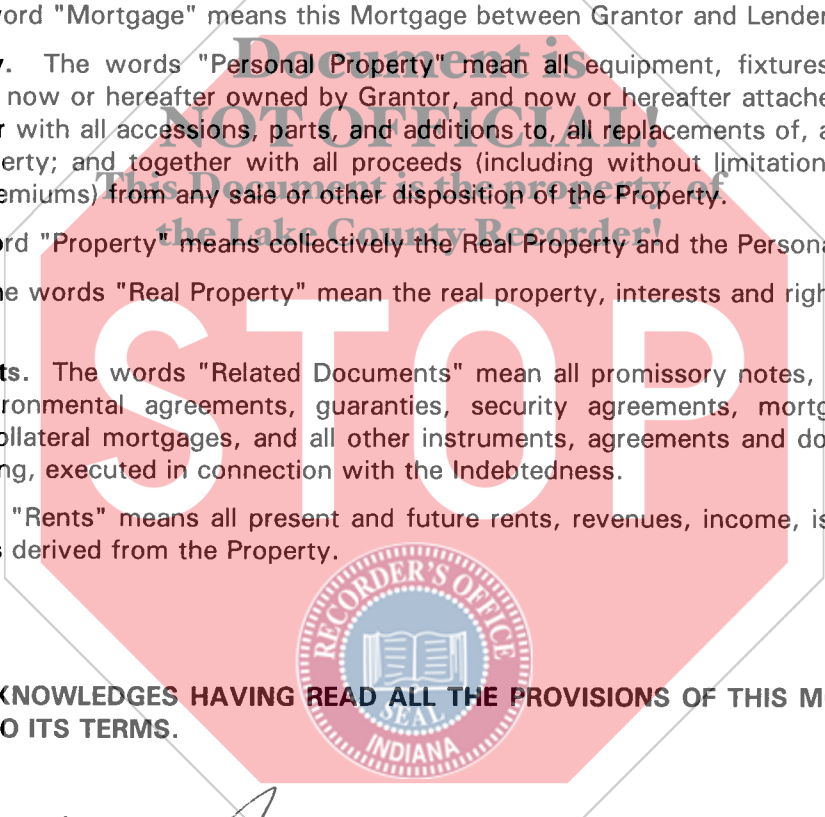 ord "Mortgage" means this Mortgage between Grantor and Lender
Document is
y. The words "Personal Property" mean all equipment, fixtures
now or hereafter owned by Grantor, and now or hereafter attache
NOT OFFICIAL!
r with all accessions, parts, and additions to, all replacements of, a
erty; and together with all proceeds (including without limitation
This Document is the property of
emiums) from any sale or other disposition of the Property.
the Lake County Recorder!
ord "Property" means collectively the Real Property and the Persona
he words "Real Property" mean the real property, interests and righ
STOP
ts. The words "Related Documents" mean all promissory notes,
ronmental agreements, guaranties, security agreements, mortg
ollateral mortgages, and all other instruments, agreements and do
ng, executed in connection with the Indebtedness.
"Rents" means all present and future rents, revenues, income, is
s derived from the Property.
RECORDER'S OFFICE
KNOWLEDGES HAVING READ ALL THE PROVISIONS OF THIS M
SEAL
O ITS TERMS.
INDIANA